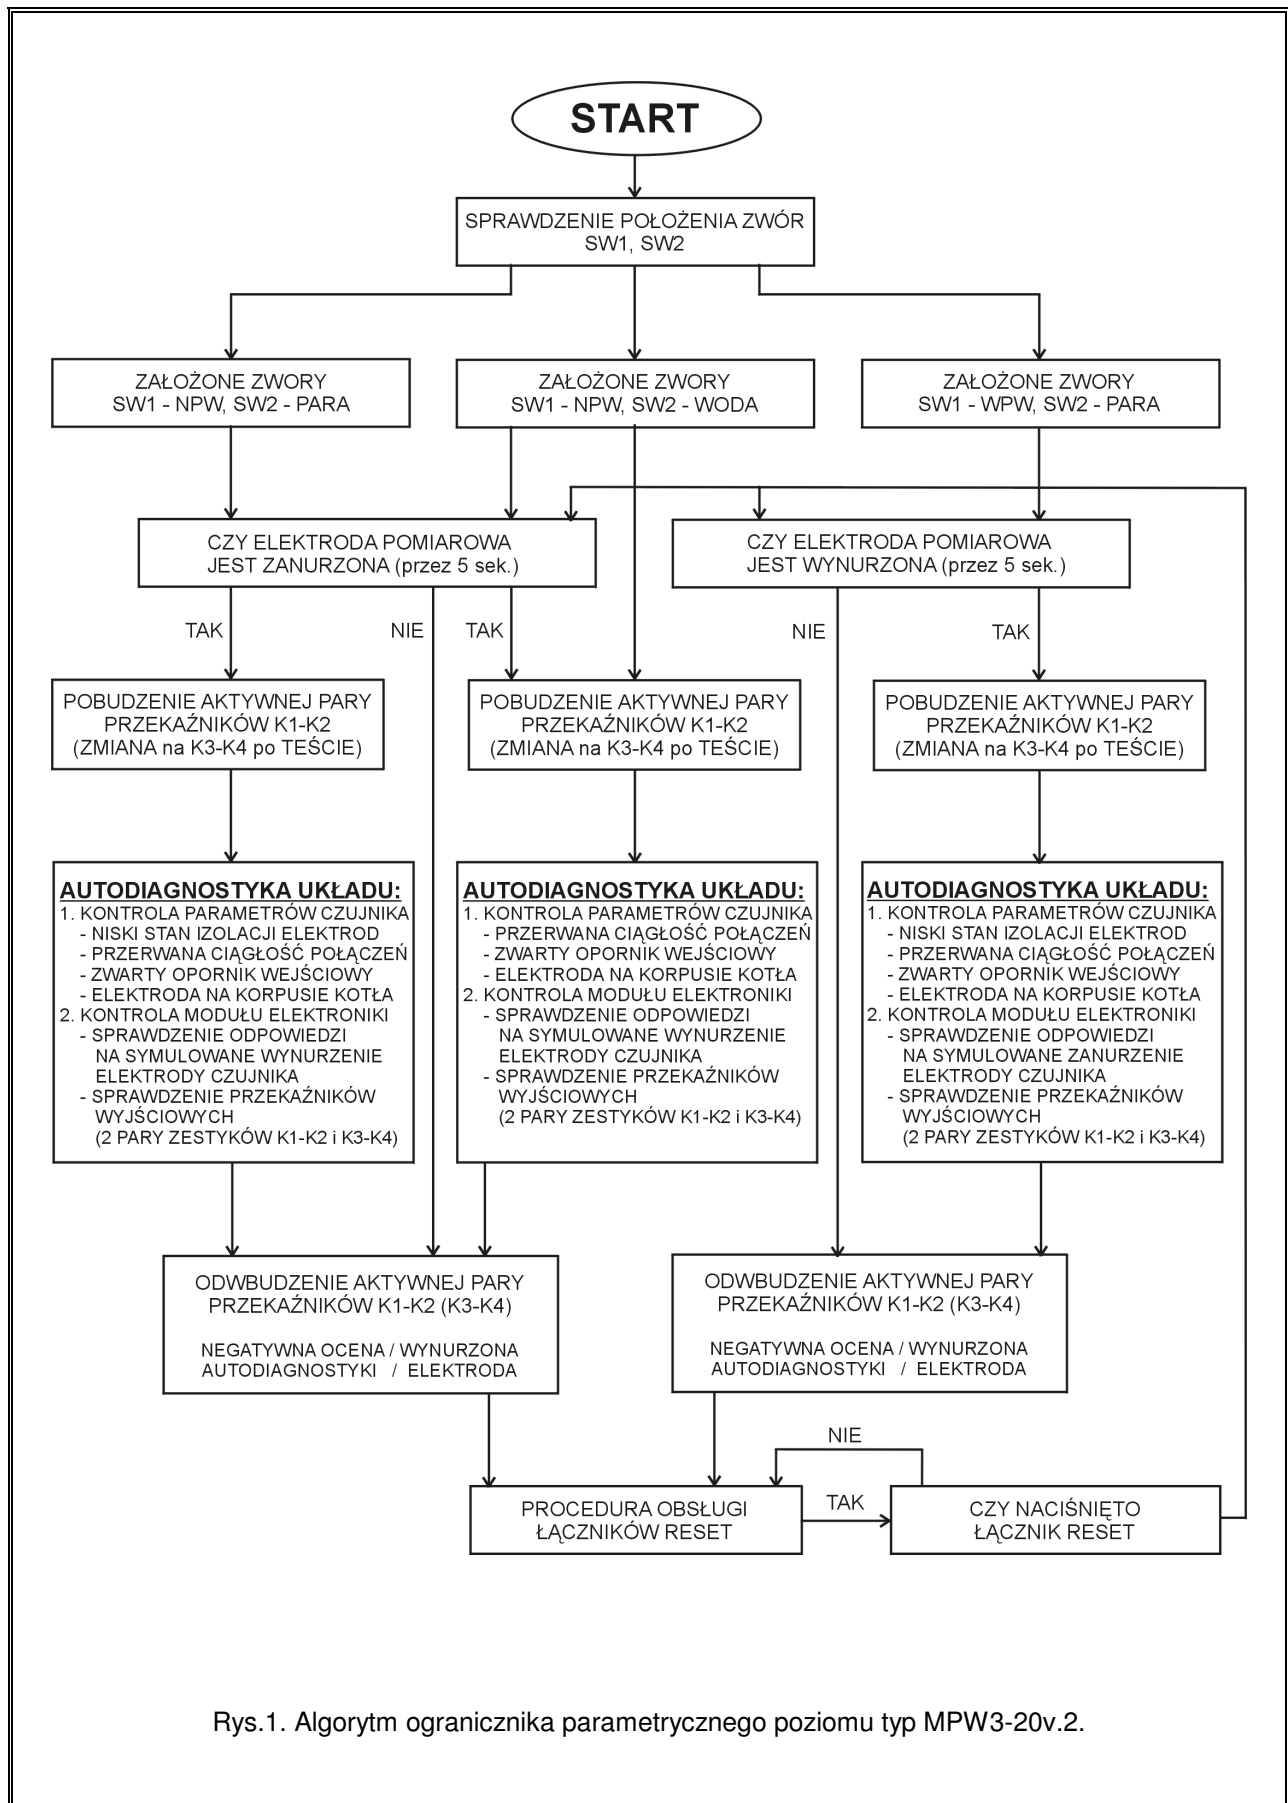 START
SPRAWDZENIE POŁOŻENIA ZWÓR
SW1, SW2
ZAŁOŻONE ZWORY
SW1 - NPW, SW2 - PARA
ZAŁOŻONE ZWORY
SW1 - NPW, SW2 - WODA
ZAŁOŻONE ZWORY
SW1 - WPW, SW2 - PARA
CZY ELEKTRODA POMIAROWA
JEST ZANURZONA (przez 5 sek.)
CZY ELEKTRODA POMIAROWA
JEST WYNURZONA (przez 5 sek.)
TAK
NIE
TAK
NIE
TAK
POBUDZENIE AKTYWNEJ PARY
PRZEKAŹNIKÓW K1-K2
(ZMIANA na K3-K4 po TEŚCIE)
POBUDZENIE AKTYWNEJ PARY
PRZEKAŹNIKÓW K1-K2
(ZMIANA na K3-K4 po TEŚCIE)
POBUDZENIE AKTYWNEJ PARY
PRZEKAŹNIKÓW K1-K2
(ZMIANA na K3-K4 po TEŚCIE)
AUTODIAGNOSTYKA UKŁADU:
1. KONTROLA PARAMETRÓW CZUJNIKA
- NISKI STAN IZOLACJI ELEKTROD
- PRZERWANA CIĄGŁOŚĆ POŁĄCZEŃ
- ZWARTY OPORNIK WEJŚCIOWY
- ELEKTRODA NA KORPUSIE KOTŁA
2. KONTROLA MODUŁU ELEKTRONIKI
- SPRAWDZENIE ODPOWIEDZI
NA SYMULOWANE WYNURZENIE
ELEKTRODY CZUJNIKA
- SPRAWDZENIE PRZEKAŹNIKÓW
WYJŚCIOWYCH
(2 PARY ZESTYKÓW K1-K2 i K3-K4)
AUTODIAGNOSTYKA UKŁADU:
1. KONTROLA PARAMETRÓW CZUJNIKA
- PRZERWANA CIĄGŁOŚĆ POŁĄCZEŃ
- ZWARTY OPORNIK WEJŚCIOWY
- ELEKTRODA NA KORPUSIE KOTŁA
2. KONTROLA MODUŁU ELEKTRONIKI
- SPRAWDZENIE ODPOWIEDZI
NA SYMULOWANE WYNURZENIE
ELEKTRODY CZUJNIKA
- SPRAWDZENIE PRZEKAŹNIKÓW
WYJŚCIOWYCH
(2 PARY ZESTYKÓW K1-K2 i K3-K4)
AUTODIAGNOSTYKA UKŁADU:
1. KONTROLA PARAMETRÓW CZUJNIKA
- NISKI STAN IZOLACJI ELEKTROD
- PRZERWANA CIĄGŁOŚĆ POŁĄCZEŃ
- ZWARTY OPORNIK WEJŚCIOWY
- ELEKTRODA NA KORPUSIE KOTŁA
2. KONTROLA MODUŁU ELEKTRONIKI
- SPRAWDZENIE ODPOWIEDZI
NA SYMULOWANE ZANURZENIE
ELEKTRODY CZUJNIKA
- SPRAWDZENIE PRZEKAŹNIKÓW
WYJŚCIOWYCH
(2 PARY ZESTYKÓW K1-K2 i K3-K4)
ODWBUDZENIE AKTYWNEJ PARY
PRZEKAŹNIKÓW K1-K2 (K3-K4)
NEGATYWNA OCENA / WYNURZONA
AUTODIAGNOSTYKI / ELEKTRODA
ODWBUDZENIE AKTYWNEJ PARY
PRZEKAŹNIKÓW K1-K2 (K3-K4)
NEGATYWNA OCENA / WYNURZONA
AUTODIAGNOSTYKI / ELEKTRODA
NIE
PROCEDURA OBSŁUGI
ŁĄCZNIKÓW RESET
TAK
CZY NACIŚNIĘTO
ŁĄCZNIK RESET
Rys.1. Algorytm ogranicznika parametrycznego poziomu typ MPW3-20v.2.